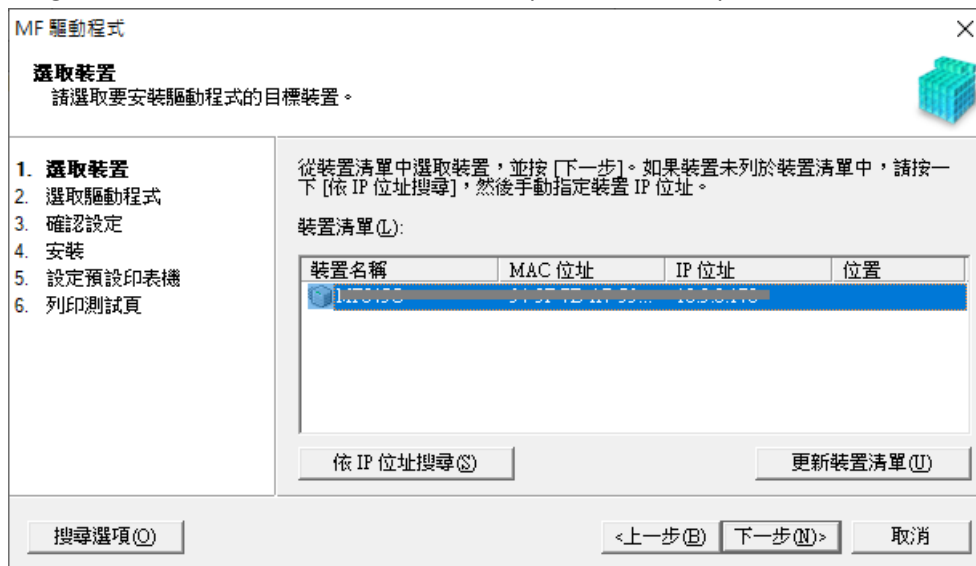 MF 驅動程式
選取裝置
請選取要安裝驅動程式的目標裝置。
1. 選取裝置
2. 選取驅動程式
3. 確認設定
4. 安裝
5. 設定預設印表機
6. 列印測試頁
從裝置清單中選取裝置，並按 [下一步]。如果裝置未列於裝置清單中，請按一
下 [依 IP 位址搜尋]，然後手動指定裝置 IP 位址。
裝置清單(L):
裝置名稱 MAC 位址 IP 位址 位置
依 IP 位址搜尋(S) 更新裝置清單(U)
搜尋選項(O) <上一步(B) 下一步(N)> 取消